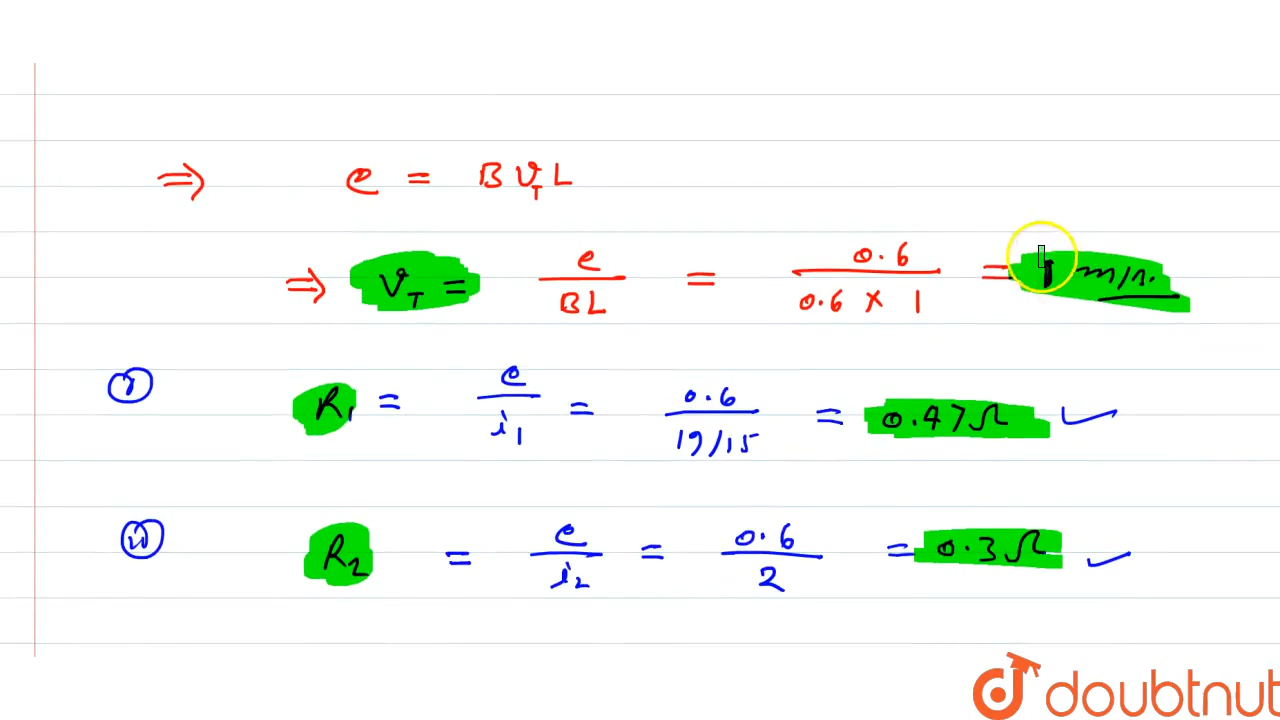 ⇒ e = B V_T L
⇒ V_T = e/BL = 0.6/(0.6 × 1) = 1 m/s.
(i) R₁ = e/i₁ = 0.6/(19/15) = 0.47Ω ✓
(ii) R₂ = e/i₂ = 0.6/2 = 0.3Ω ✓
doubtnut